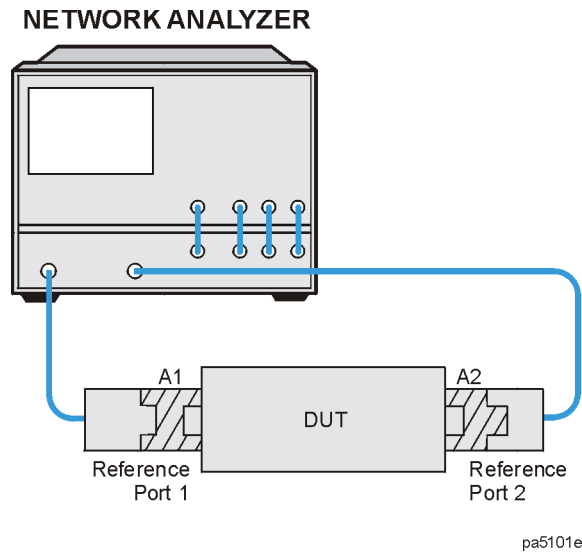 NETWORK ANALYZER
A1
A2
DUT
Reference
Port 1
Reference
Port 2
pa5101e